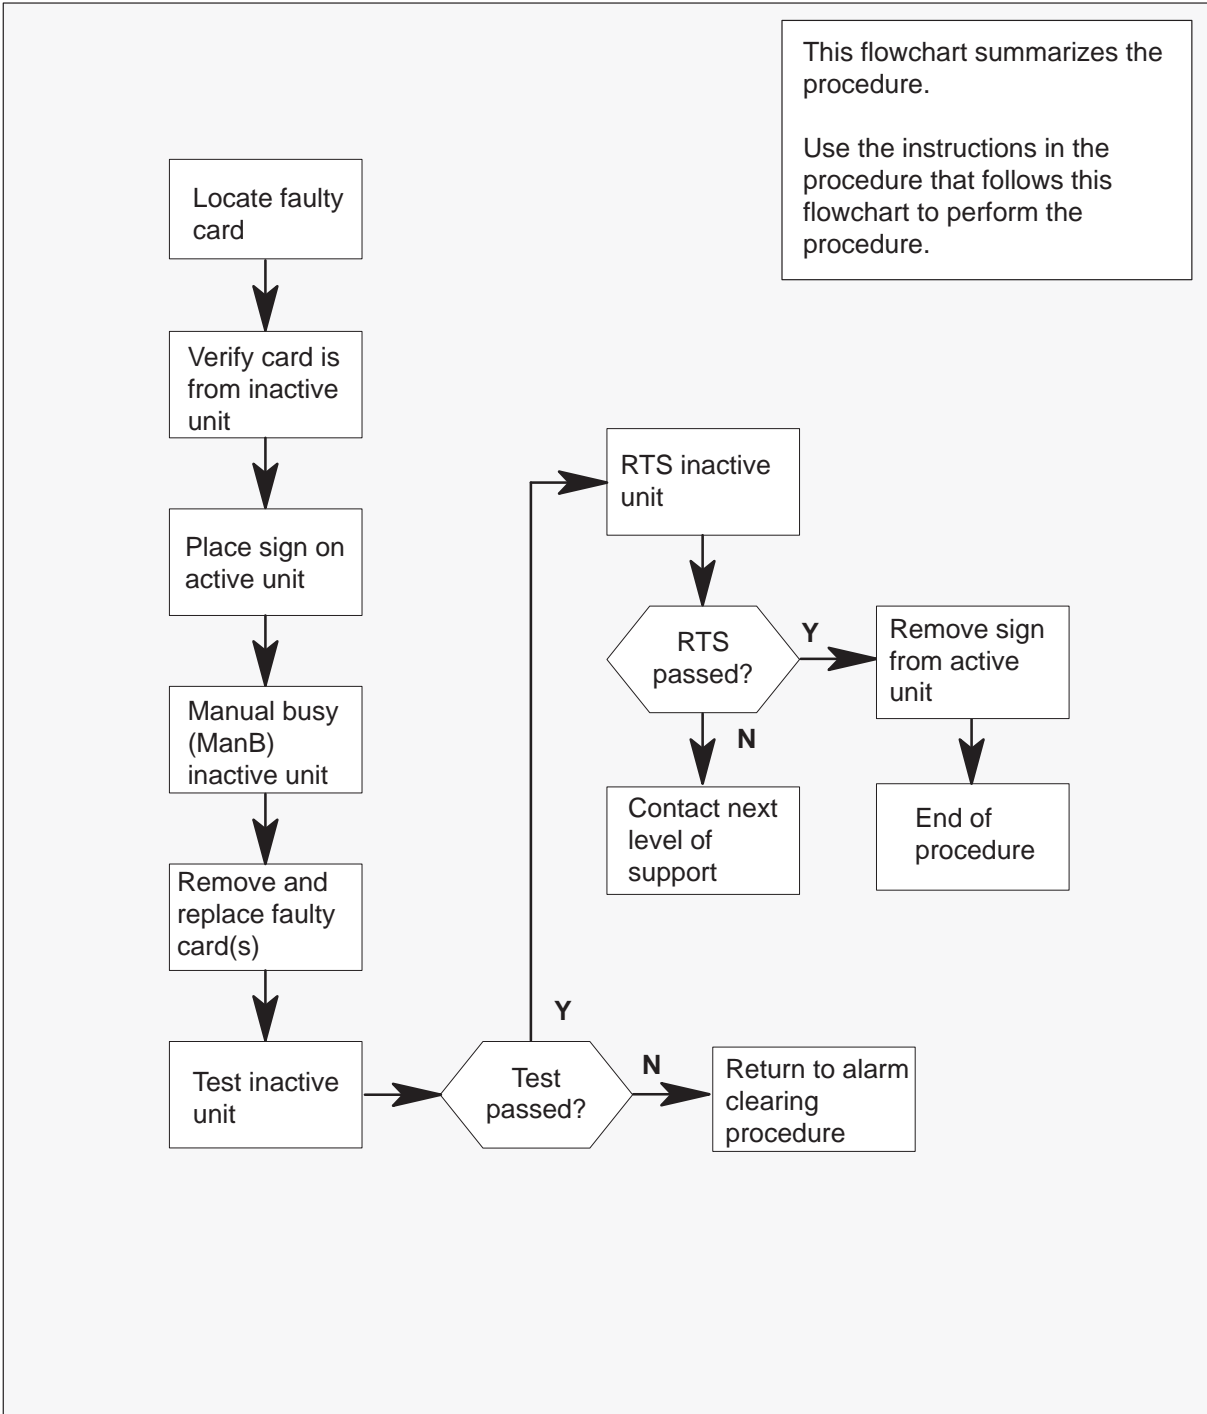 This flowchart summarizes the
procedure.
Use the instructions in the
procedure that follows this
flowchart to perform the
procedure.
Locate faulty
card
Verify card is
from inactive
unit
Place sign on
active unit
Manual busy
(ManB)
inactive unit
Remove and
replace faulty
card(s)
Test inactive
unit
Test
passed?
Y
N
Return to alarm
clearing
procedure
RTS inactive
unit
RTS
passed?
Y
N
Remove sign
from active
unit
Contact next
level of
support
End of
procedure